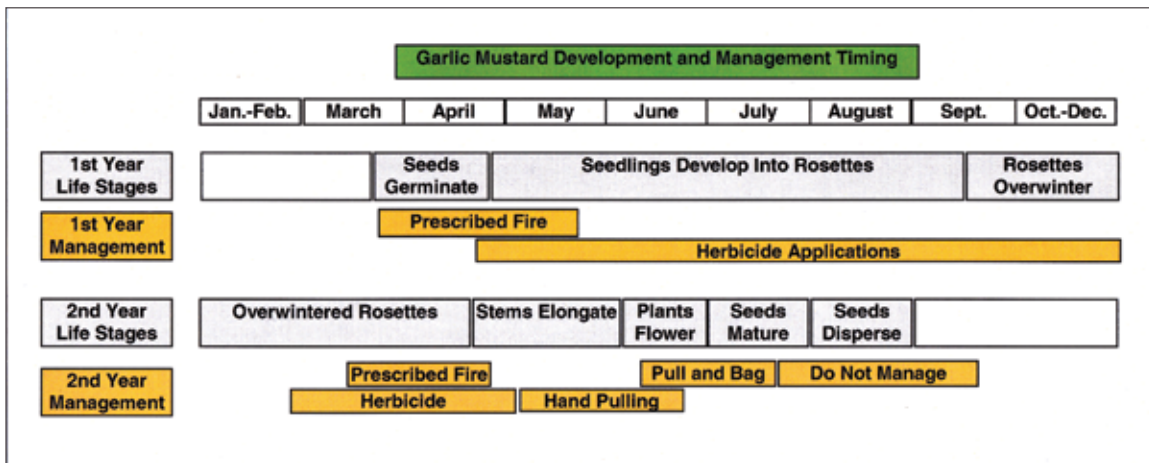 Garlic Mustard Development and Management Timing
Jan.-Feb. March April May June July August Sept. Oct.-Dec.
1st Year
Life Stages
Seeds
Germinate
Seedlings Develop Into Rosettes
Rosettes
Overwinter
1st Year
Management
Prescribed Fire
Herbicide Applications
2nd Year
Life Stages
Overwintered Rosettes
Stems Elongate
Plants
Flower
Seeds
Mature
Seeds
Disperse
2nd Year
Management
Prescribed Fire
Pull and Bag
Do Not Manage
Herbicide
Hand Pulling